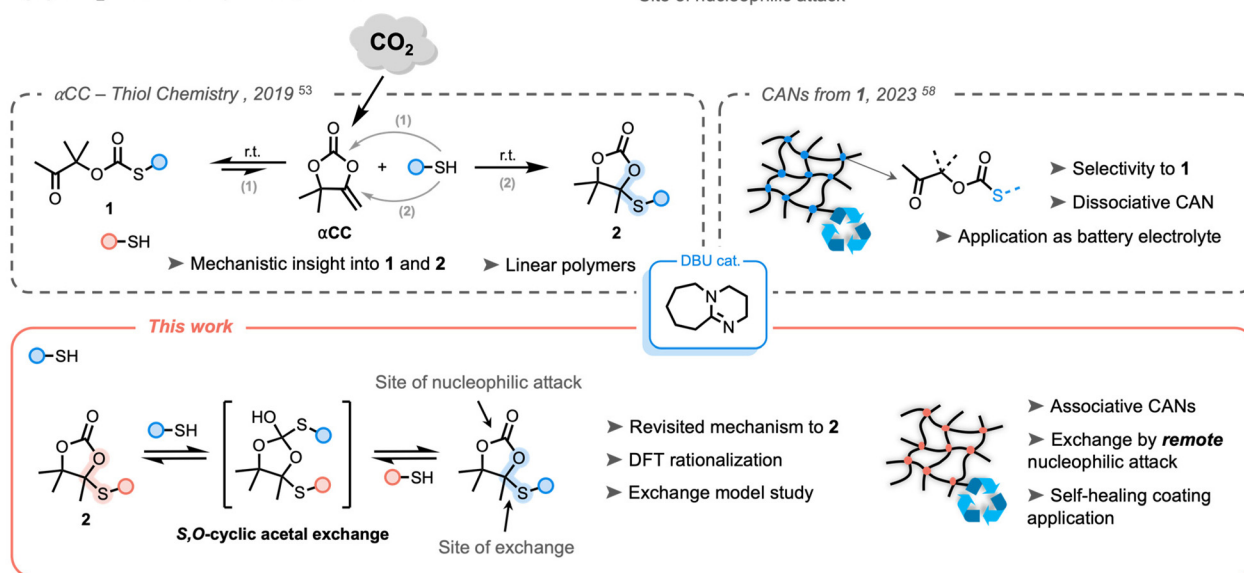 Site of nucleophilic attack
CO2
αCC – Thiol Chemistry , 2019 53
CANs from 1, 2023 58
O
O
O
S
O
1
r.t.
(1)
O
O
O
αCC
+
SH
(1)
(2)
r.t.
(2)
O
O
O
S
2
SH
➤ Mechanistic insight into 1 and 2
➤ Linear polymers
O
O
O
S
➤ Selectivity to 1
➤ Dissociative CAN
➤ Application as battery electrolyte
DBU cat.
N
N
This work
SH
O
O
O
S
2
SH
HO
S
O
O
S
S,O-cyclic acetal exchange
SH
Site of nucleophilic attack
O
O
O
S
Site of exchange
➤ Revisited mechanism to 2
➤ DFT rationalization
➤ Exchange model study
➤ Associative CANs
➤ Exchange by remote
nucleophilic attack
➤ Self-healing coating
application